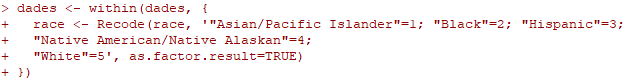 > dades <- within(dades, {
+   race <- Recode(race, '"Asian/Pacific Islander"=1; "Black"=2; "Hispanic"=3;
+   "Native American/Native Alaskan"=4;
+   "White"=5', as.factor.result=TRUE)
+ })